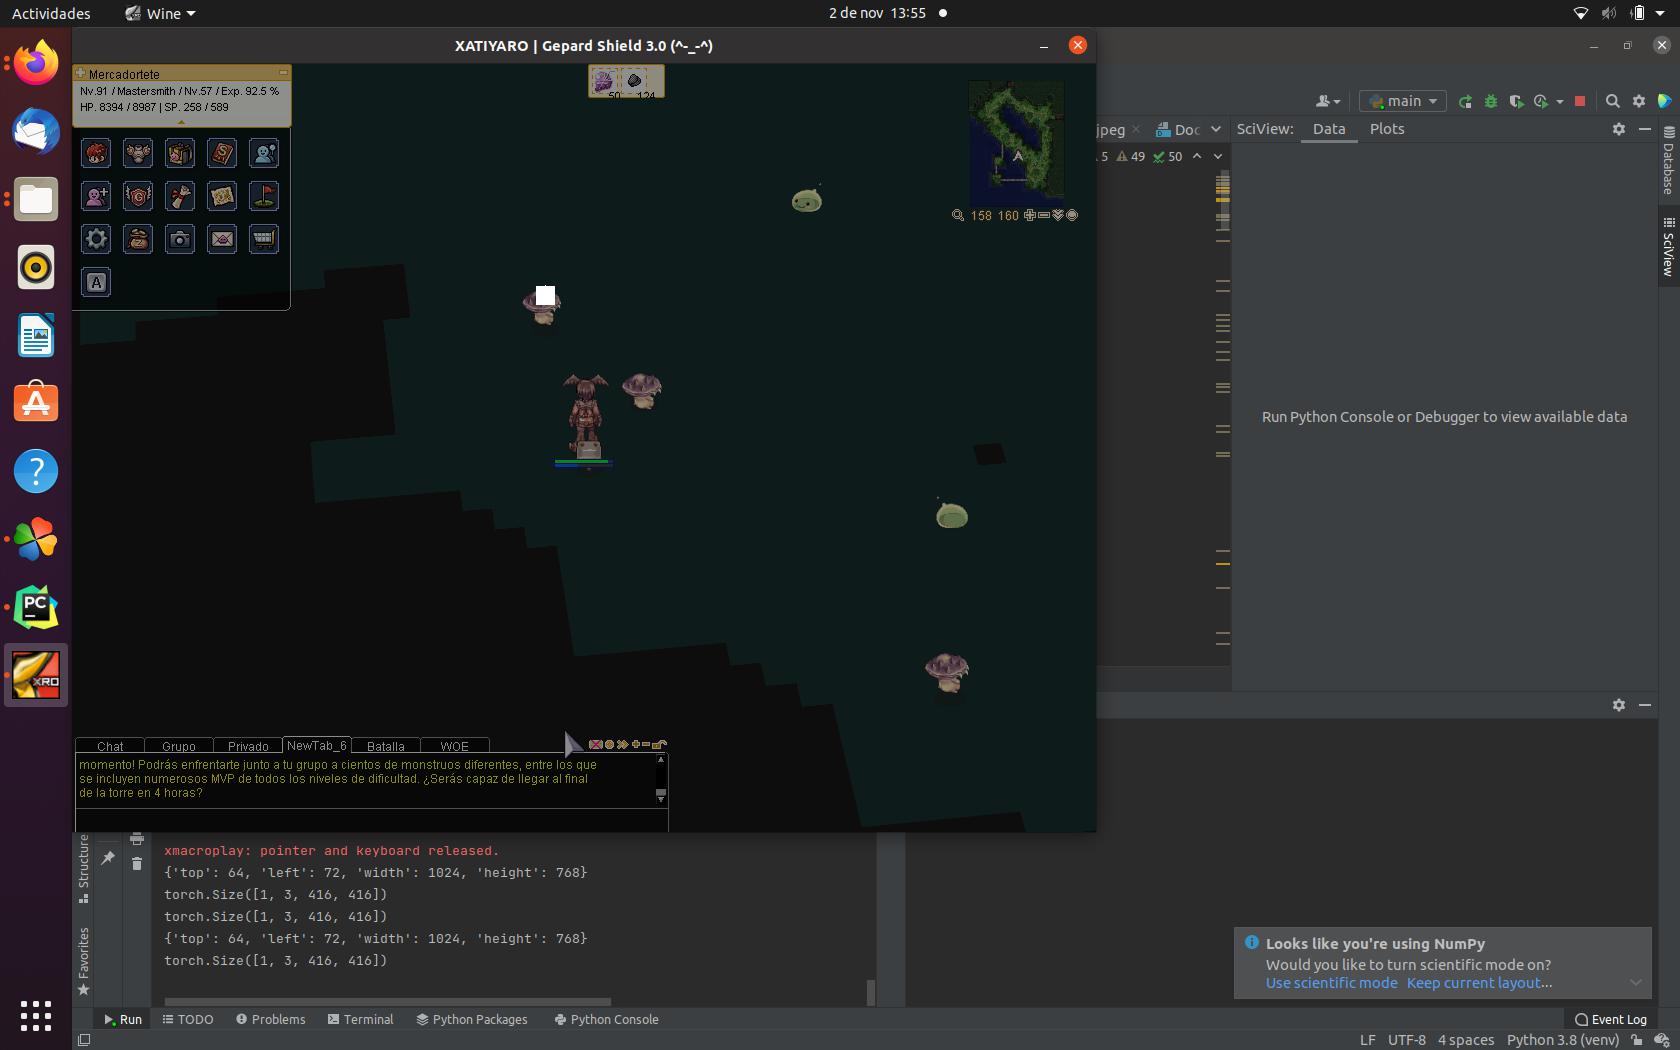 Actividades
Wine
2 de nov 13:55
XATIYARO | Gepard Shield 3.0 (^-_-^)
Mercadortete
Nv.91 / Mastersmith / Nv.57 / Exp. 92.5 %
HP. 8394 / 8987 | SP. 258 / 589
50 124
S
G
Z
A
158 160
main
jpeg
Doc
SciView:
Data
Plots
5 49 50
Database
SciView
Run Python Console or Debugger to view available data
PC
XRO
Chat
Grupo
Privado
NewTab_6
Batalla
WOE
momento! Podrás enfrentarte junto a tu grupo a cientos de monstruos diferentes, entre los que
se incluyen numerosos MVP de todos los niveles de dificultad. ¿Serás capaz de llegar al final
de la torre en 4 horas?
Structure
Favorites
xmacroplay: pointer and keyboard released.
{'top': 64, 'left': 72, 'width': 1024, 'height': 768}
torch.Size([1, 3, 416, 416])
torch.Size([1, 3, 416, 416])
{'top': 64, 'left': 72, 'width': 1024, 'height': 768}
torch.Size([1, 3, 416, 416])
Looks like you're using NumPy
Would you like to turn scientific mode on?
Use scientific mode Keep current layout...
Run
TODO
Problems
Terminal
Python Packages
Python Console
Event Log
LF UTF-8 4 spaces Python 3.8 (venv)